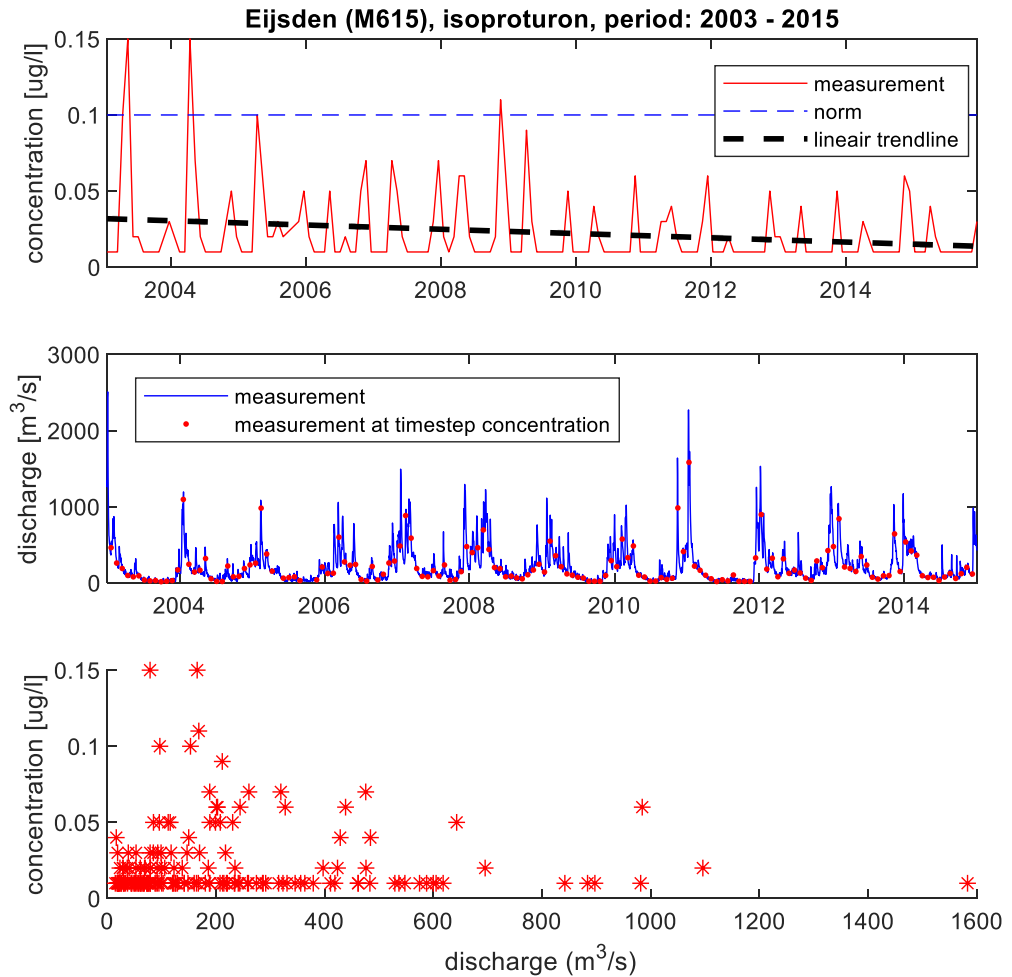 Eijsden (M615), isoproturon, period: 2003 - 2015
concentration [ug/l]
0.15
0.1
0.05
0
measurement
norm
lineair trendline
2004 2006 2008 2010 2012 2014
discharge [m³/s]
3000
2000
1000
0
measurement
measurement at timestep concentration
2004 2006 2008 2010 2012 2014
concentration [ug/l]
0.15
0.1
0.05
0
0 200 400 600 800 1000 1200 1400 1600
discharge (m³/s)